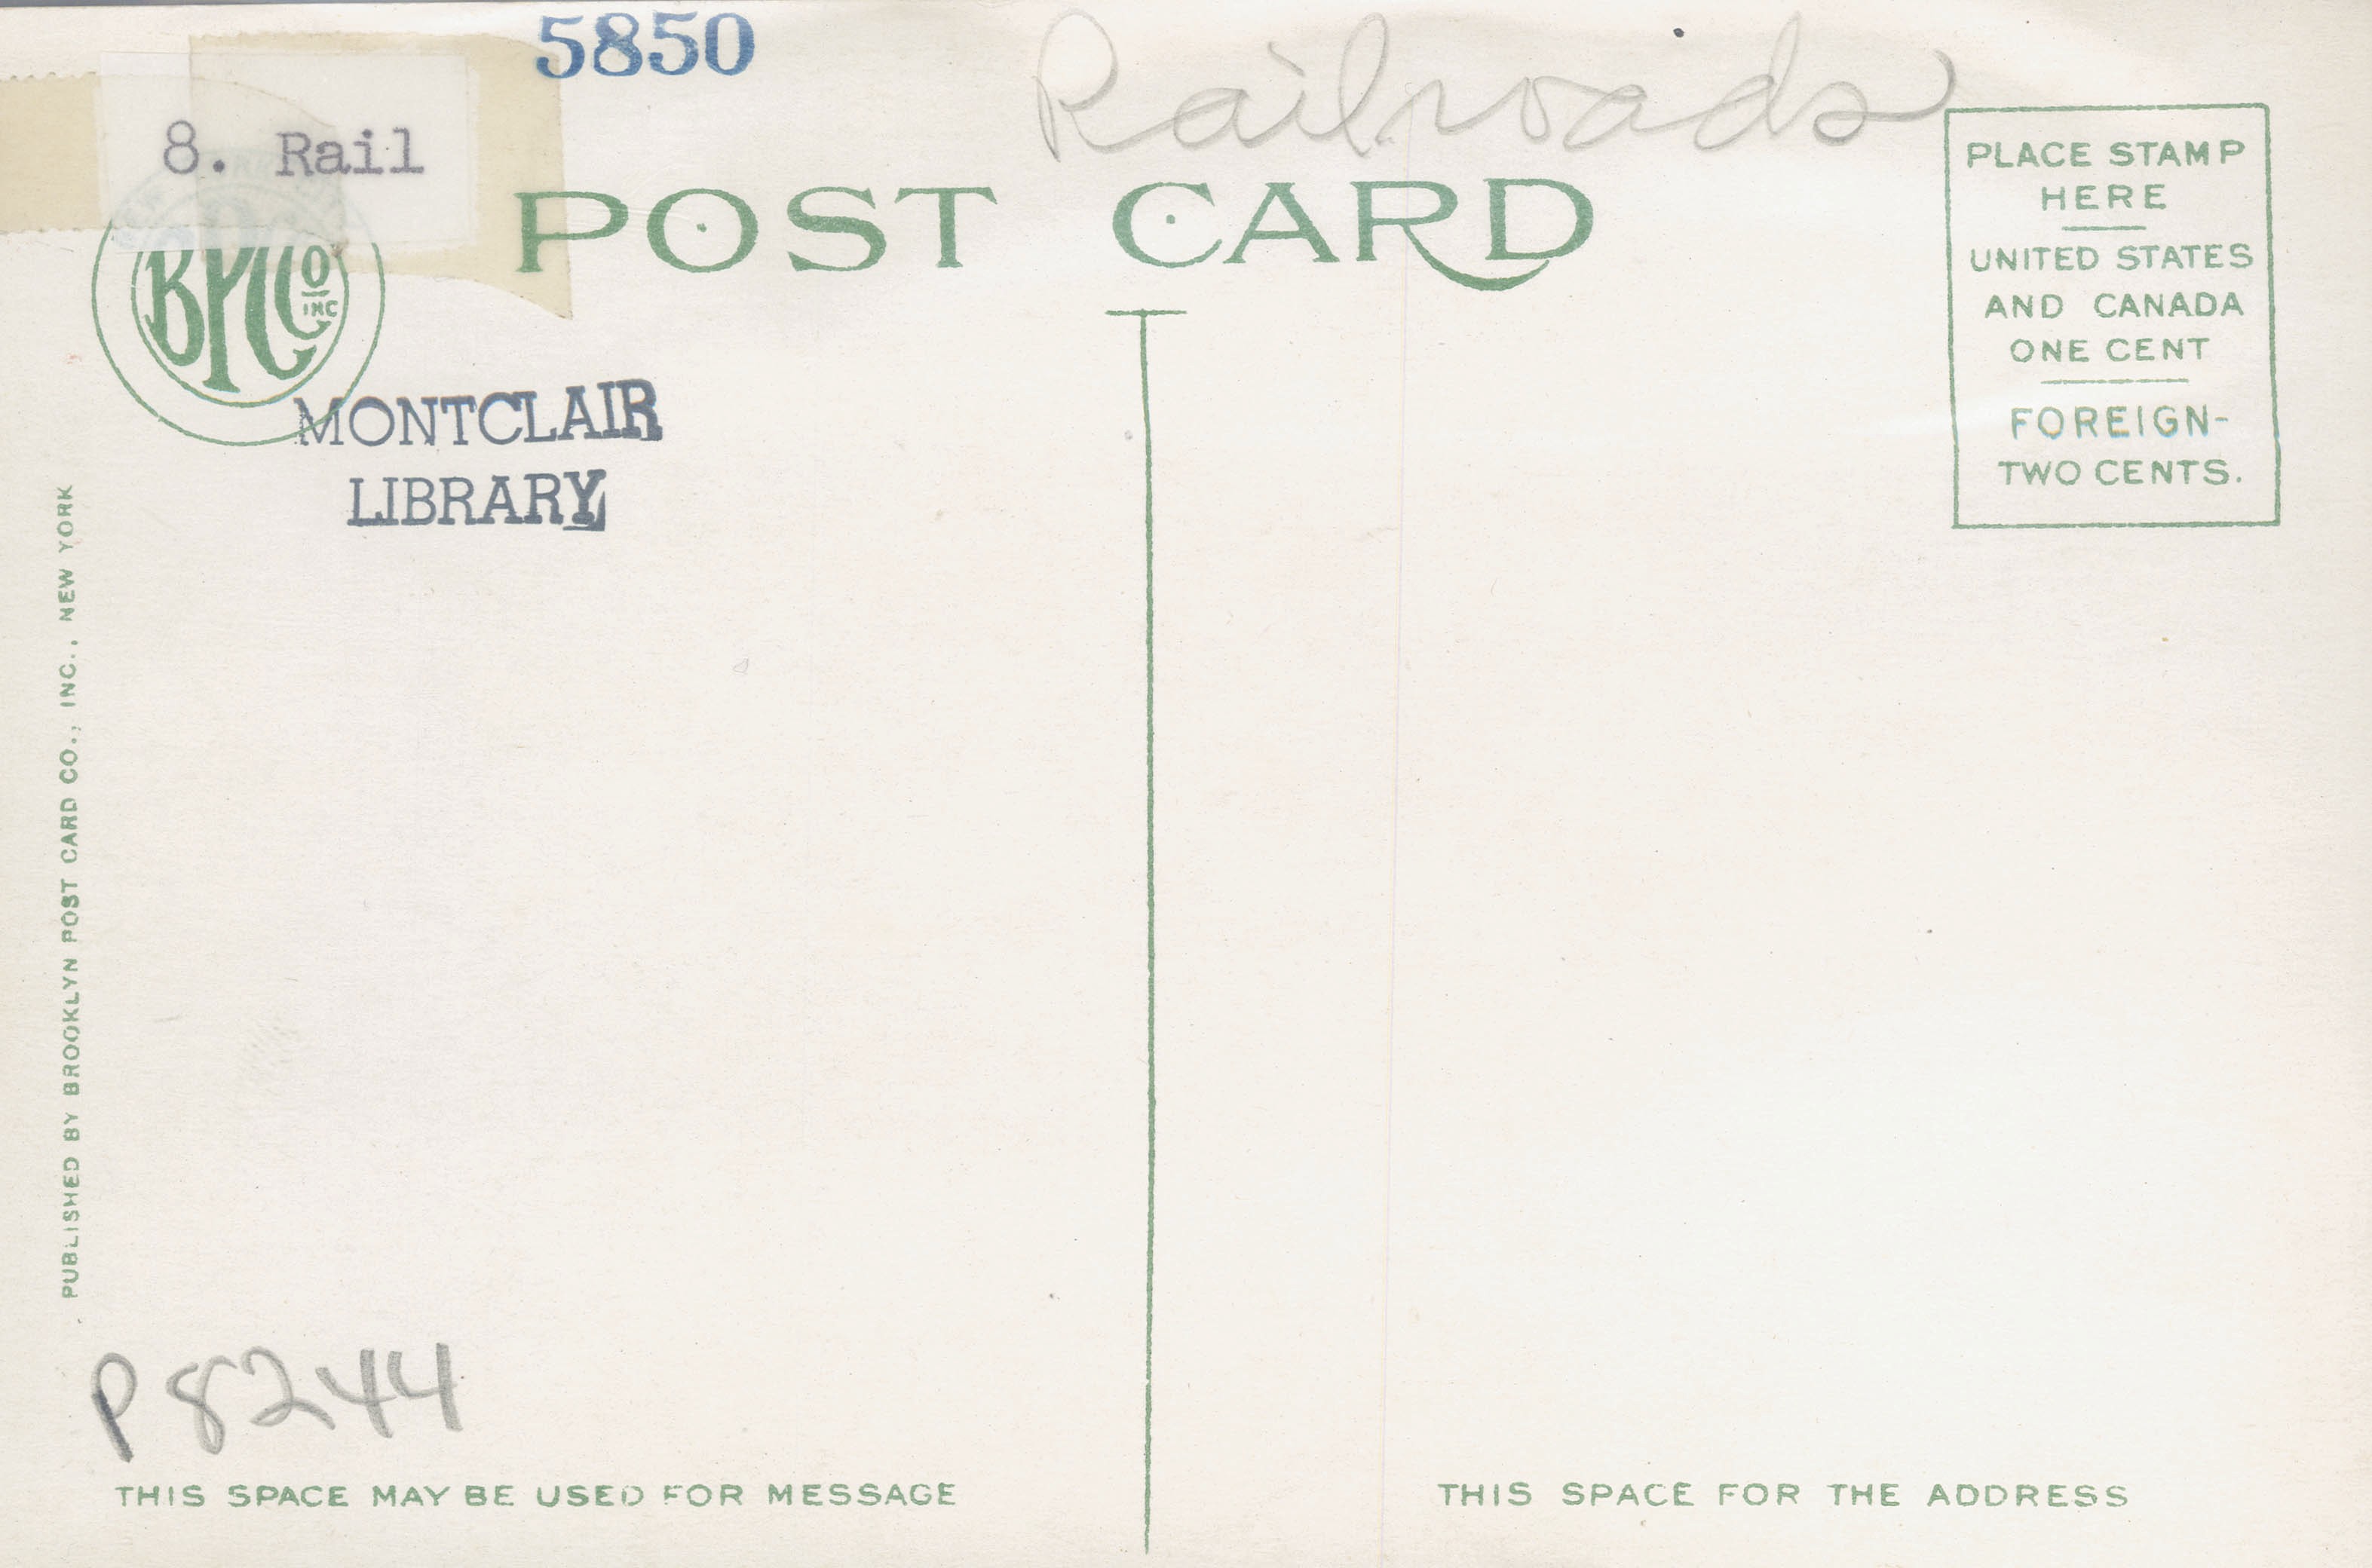 5850
Railroads
8. Rail
POST CARD
BPCCo
INC
MONTCLAIR
LIBRARY
PLACE STAMP
HERE
UNITED STATES
AND CANADA
ONE CENT
FOREIGN-
TWO CENTS.
PUBLISHED BY BROOKLYN POST CARD CO., INC., NEW YORK
P8244
THIS SPACE MAY BE USED FOR MESSAGE
THIS SPACE FOR THE ADDRESS